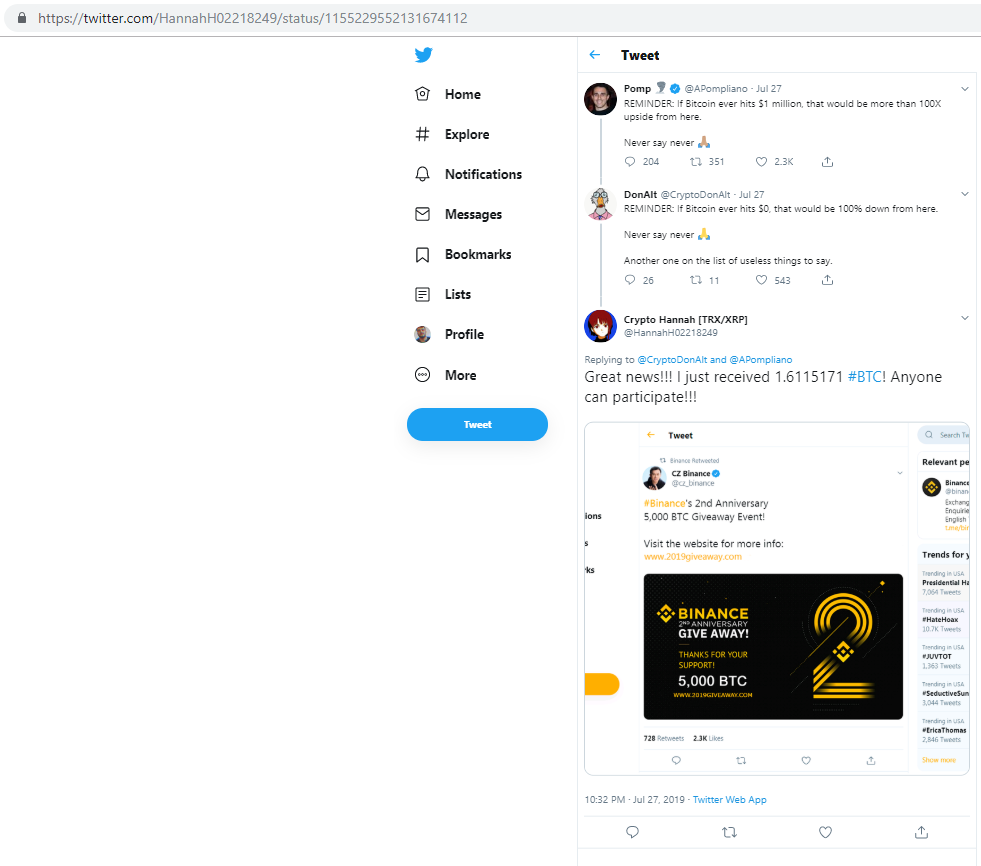 https://twitter.com/HannahH02218249/status/1155229552131674112
Home
Explore
Notifications
Messages
Bookmarks
Lists
Profile
More
Tweet
Tweet
Pomp 🌪 @APompliano · Jul 27
REMINDER: If Bitcoin ever hits $1 million, that would be more than 100X
upside from here.
Never say never 🙏🏽
204 351 2.3K
DonAlt @CryptoDonAlt · Jul 27
REMINDER: If Bitcoin ever hits $0, that would be 100% down from here.
Never say never 🙏
Another one on the list of useless things to say.
26 11 543
Crypto Hannah [TRX/XRP]
@HannahH02218249
Replying to @CryptoDonAlt and @APompliano
Great news!!! I just received 1.6115171 #BTC! Anyone
can participate!!!
Tweet
Search Tw
Binance Retweeted
CZ Binance
@cz_binance
#Binance's 2nd Anniversary
5,000 BTC Giveaway Event!
Visit the website for more info:
www.2019giveaway.com
BINANCE
2ND ANNIVERSARY
GIVE AWAY!
THANKS FOR YOUR
SUPPORT!
5,000 BTC
WWW.2019GIVEAWAY.COM
2
728 Retweets 2.3K Likes
ions
s
rks
Relevant pe
Binance
@binan
Exchang
Enquirie
English
t.me/bin
Trends for y
Trending in USA
Presidential Ha
7,064 Tweets
Trending in USA
#HateHoax
10.7K Tweets
Trending in USA
#JUVTOT
1,363 Tweets
Trending in USA
#SeductiveSun
3,044 Tweets
Trending in USA
#EricaThomas
2,846 Tweets
Show more
10:32 PM · Jul 27, 2019 · Twitter Web App